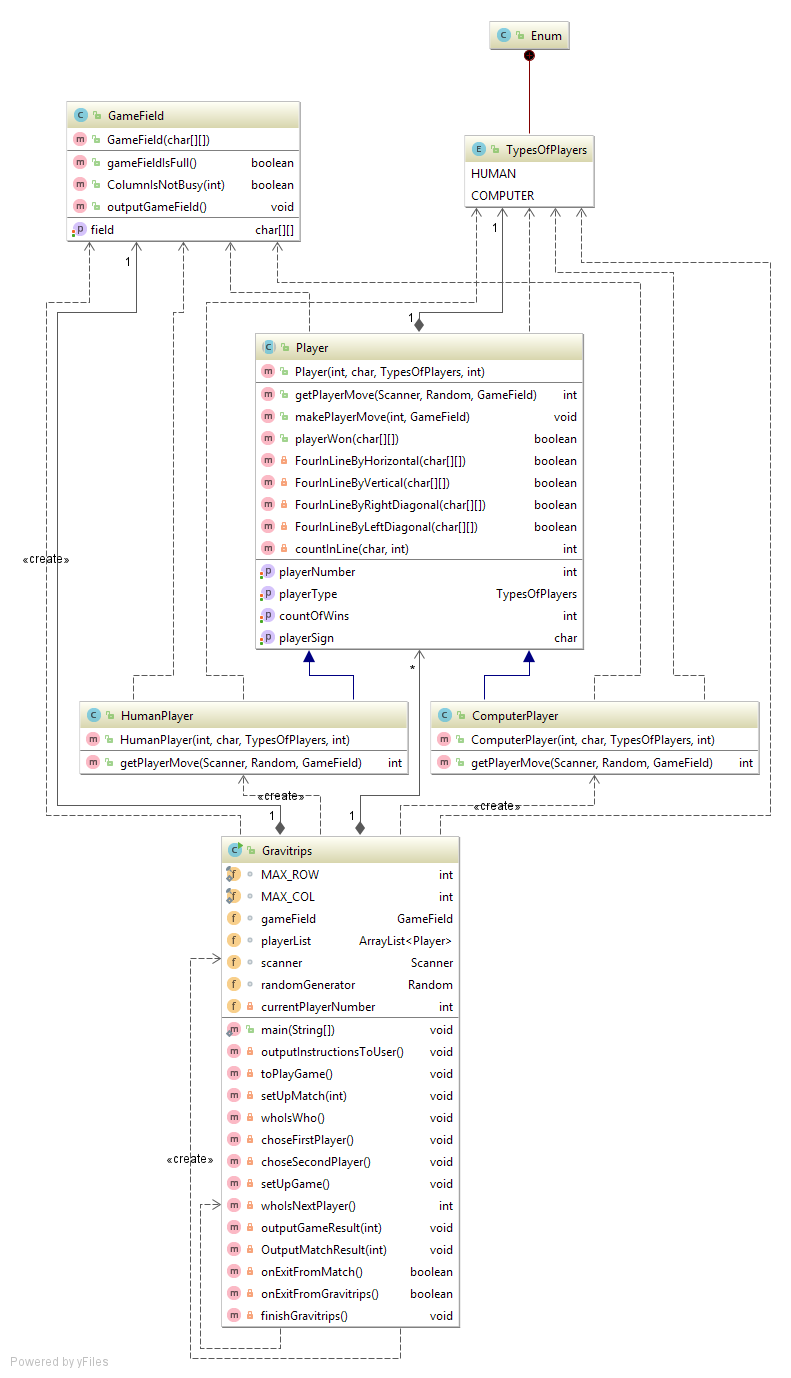 Enum
GameField
GameField(char[][])
gameFieldIsFull() boolean
ColumnIsNotBusy(int) boolean
outputGameField() void
field char[][]
TypesOfPlayers
HUMAN
COMPUTER
1
1
1
Player
Player(int, char, TypesOfPlayers, int)
getPlayerMove(Scanner, Random, GameField) int
makePlayerMove(int, GameField) void
playerWon(char[][]) boolean
FourInLineByHorizontal(char[][]) boolean
FourInLineByVertical(char[][]) boolean
FourInLineByRightDiagonal(char[][]) boolean
FourInLineByLeftDiagonal(char[][]) boolean
countInLine(char, int) int
playerNumber int
playerType TypesOfPlayers
countOfWins int
playerSign char
«create»
*
HumanPlayer
HumanPlayer(int, char, TypesOfPlayers, int)
getPlayerMove(Scanner, Random, GameField) int
ComputerPlayer
ComputerPlayer(int, char, TypesOfPlayers, int)
getPlayerMove(Scanner, Random, GameField) int
«create»
«create»
1
1
Gravitrips
MAX_ROW int
MAX_COL int
gameField GameField
playerList ArrayList<Player>
scanner Scanner
randomGenerator Random
currentPlayerNumber int
main(String[]) void
outputInstructionsToUser() void
toPlayGame() void
setUpMatch(int) void
whoIsWho() void
choseFirstPlayer() void
choseSecondPlayer() void
setUpGame() void
whoIsNextPlayer() int
outputGameResult(int) void
OutputMatchResult(int) void
onExitFromMatch() boolean
onExitFromGravitrips() boolean
finishGravitrips() void
«create»
Powered by yFiles